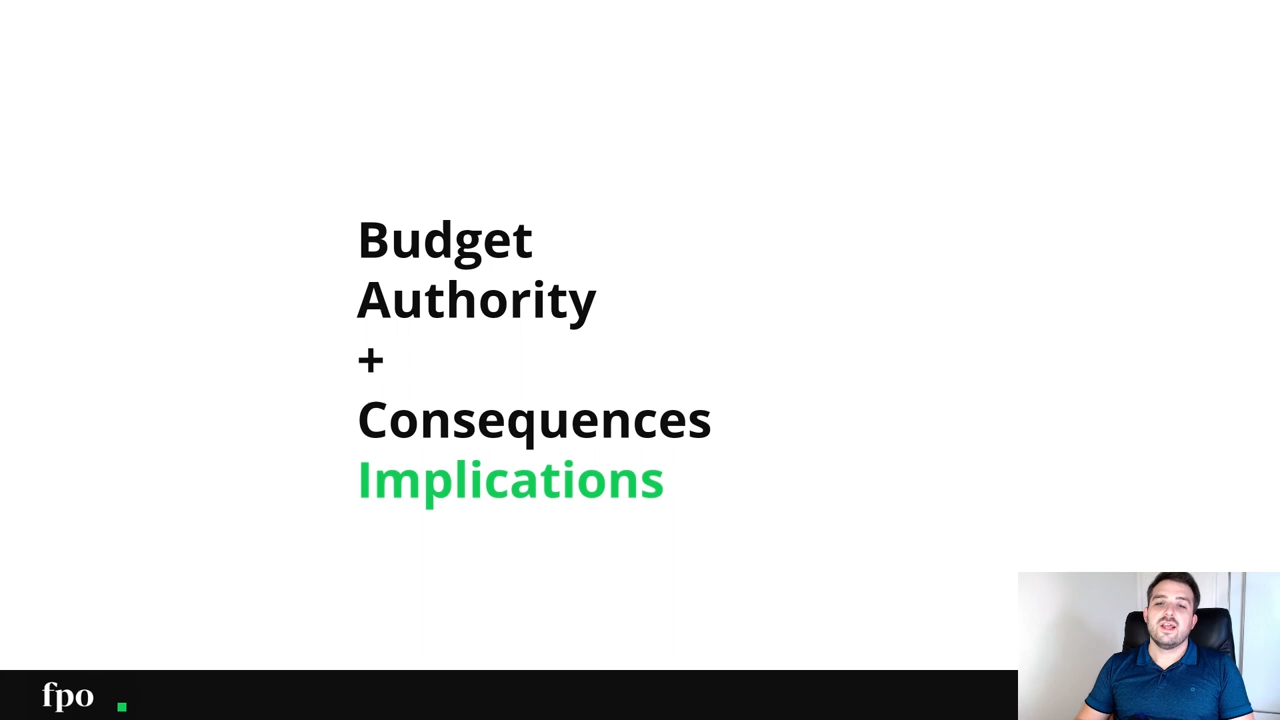 Budget
Authority
+
Consequences
Implications
fpo